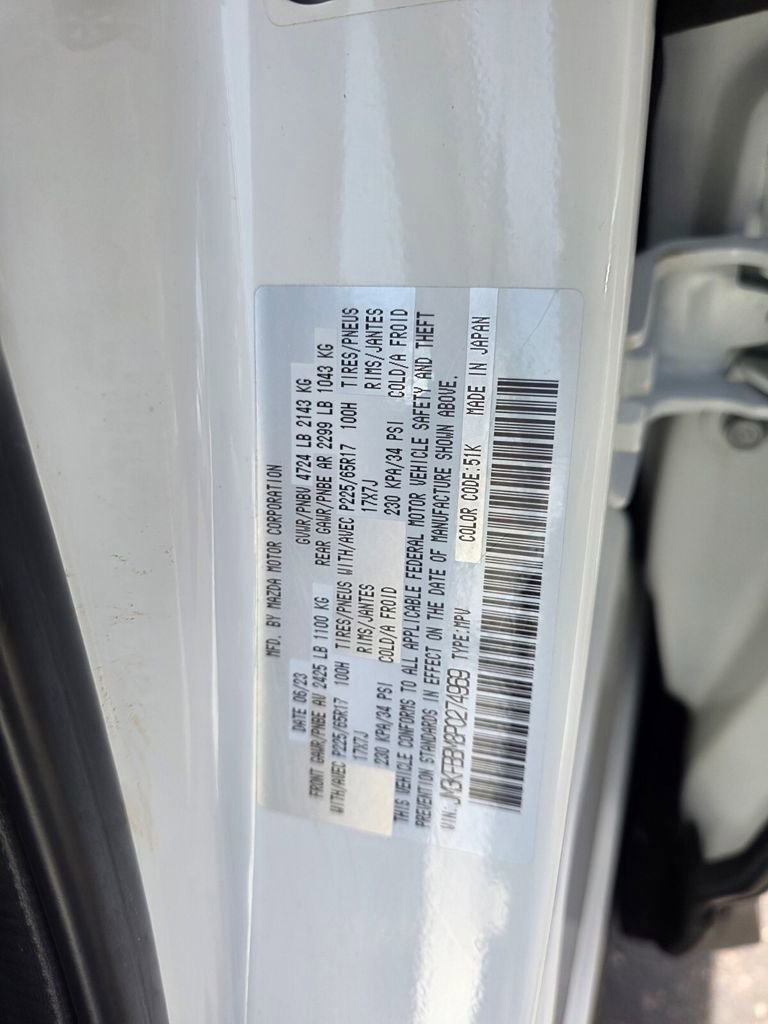 MFD. BY MAZDA MOTOR CORPORATION
DATE 06/23 GVWR/PNBV 4724 LB 2143 KG
FRONT GAWR/PNBE AV 2425 LB 1100 KG REAR GAWR/PNBE AR 2299 LB 1043 KG
WITH/AVEC P225/65R17 100H TIRES/PNEUS WITH/AVEC P225/65R17 100H TIRES/PNEUS
17X7J RIMS/JANTES 17X7J RIMS/JANTES
230 KPA/34 PSI COLD/A FROID 230 KPA/34 PSI COLD/A FROID
THIS VEHICLE CONFORMS TO ALL APPLICABLE FEDERAL MOTOR VEHICLE SAFETY AND THEFT
PREVENTION STANDARDS IN EFFECT ON THE DATE OF MANUFACTURE SHOWN ABOVE.
VIN: JM3KFBBM8P0274969 TYPE:MPV COLOR CODE:51K MADE IN JAPAN